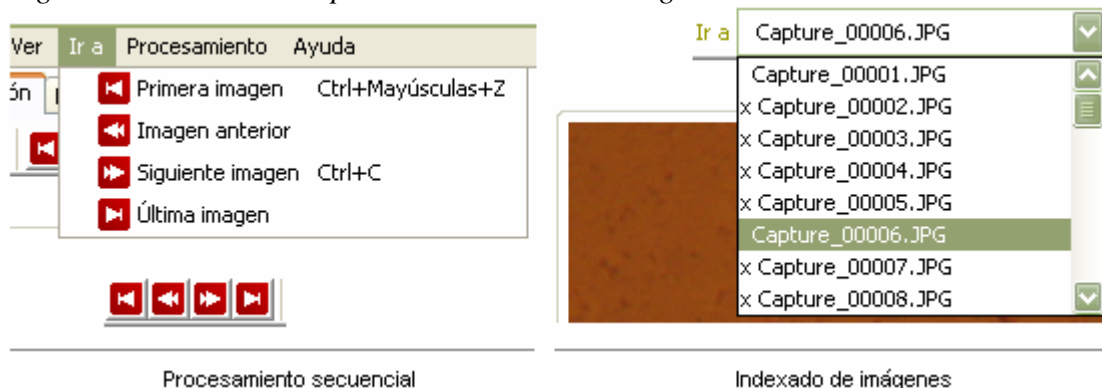 Ver Ir a Procesamiento Ayuda
ón
Primera imagen Ctrl+Mayúsculas+Z
Imagen anterior
Siguiente imagen Ctrl+C
Última imagen
Procesamiento secuencial
Ir a Capture_00006.JPG
Capture_00001.JPG
x Capture_00002.JPG
x Capture_00003.JPG
x Capture_00004.JPG
x Capture_00005.JPG
Capture_00006.JPG
x Capture_00007.JPG
x Capture_00008.JPG
Indexado de imágenes